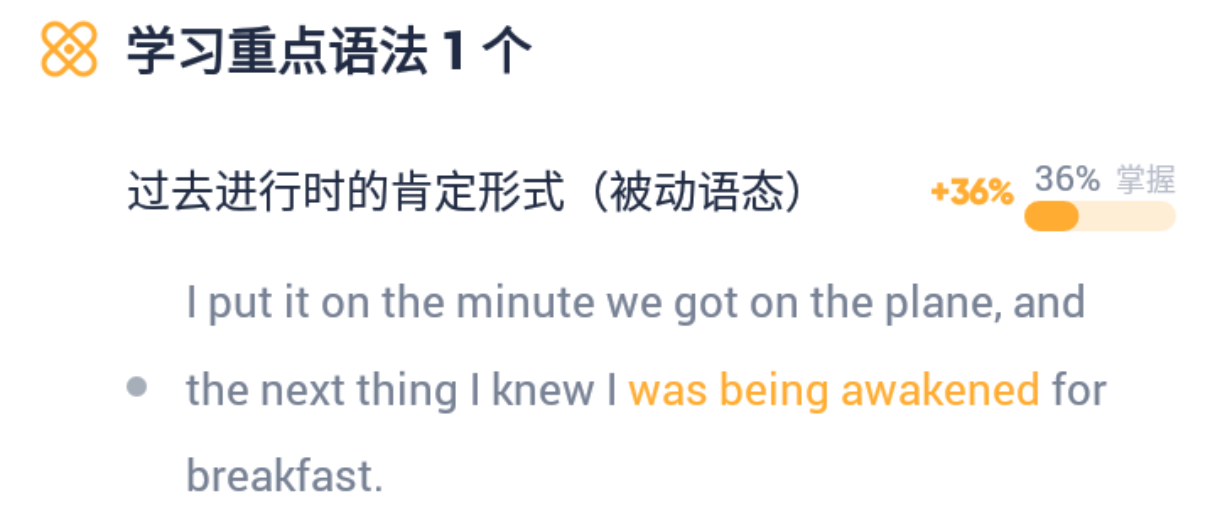 学习重点语法 1 个
过去进行时的肯定形式（被动语态） +36% 36% 掌握
I put it on the minute we got on the plane, and
the next thing I knew I was being awakened for
breakfast.